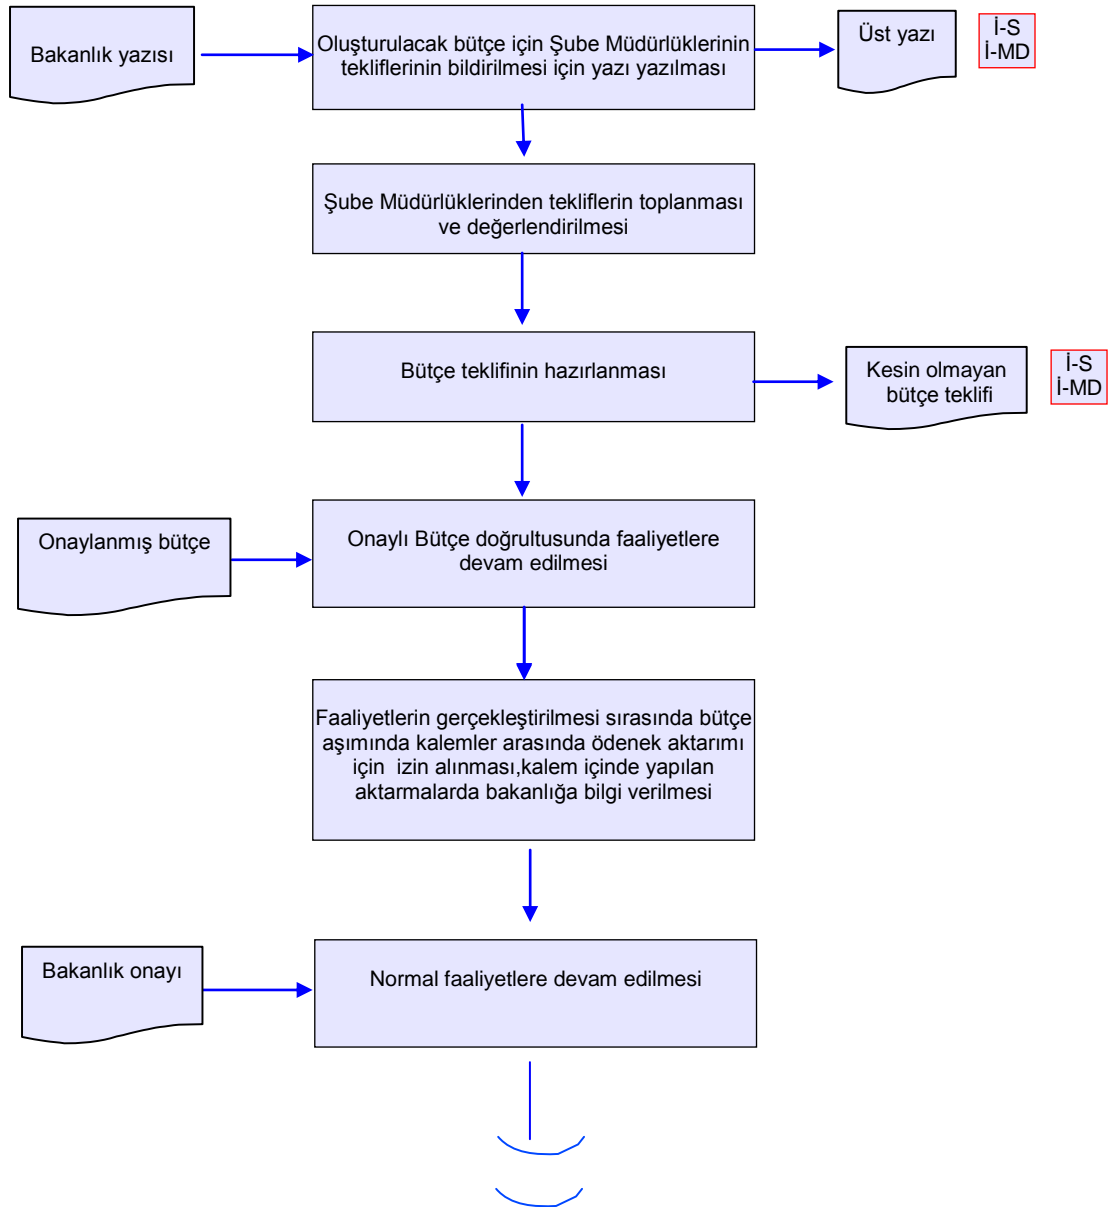 Bakanlık yazısı
Oluşturulacak bütçe için Şube Müdürlüklerinin
tekliflerinin bildirilmesi için yazı yazılması
Üst yazı
İ-S
İ-MD
Şube Müdürlüklerinden tekliflerin toplanması
ve değerlendirilmesi
Bütçe teklifinin hazırlanması
Kesin olmayan
bütçe teklifi
İ-S
İ-MD
Onaylanmış bütçe
Onaylı Bütçe doğrultusunda faaliyetlere
devam edilmesi
Faaliyetlerin gerçekleştirilmesi sırasında bütçe
aşımında kalemler arasında ödenek aktarımı
için izin alınması,kalem içinde yapılan
aktarmalarda bakanlığa bilgi verilmesi
Bakanlık onayı
Normal faaliyetlere devam edilmesi